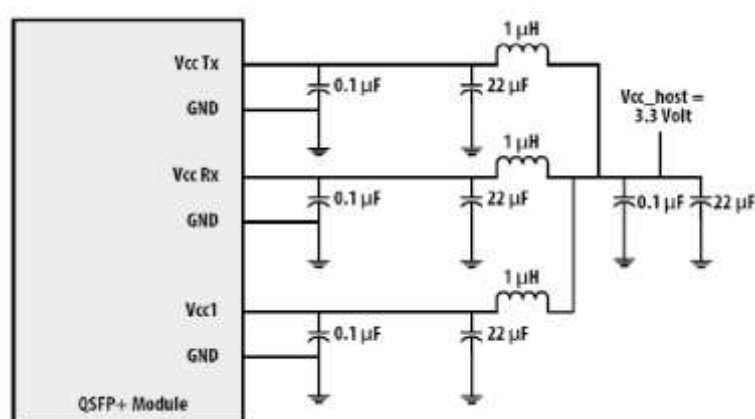 1 µH
Vcc Tx
0.1 µF
22 µF
GND
Vcc_host =
3.3 Volt
1 µH
Vcc Rx
0.1 µF
22 µF
0.1 µF
22 µF
GND
1 µH
Vcc1
0.1 µF
22 µF
GND
QSFP+ Module